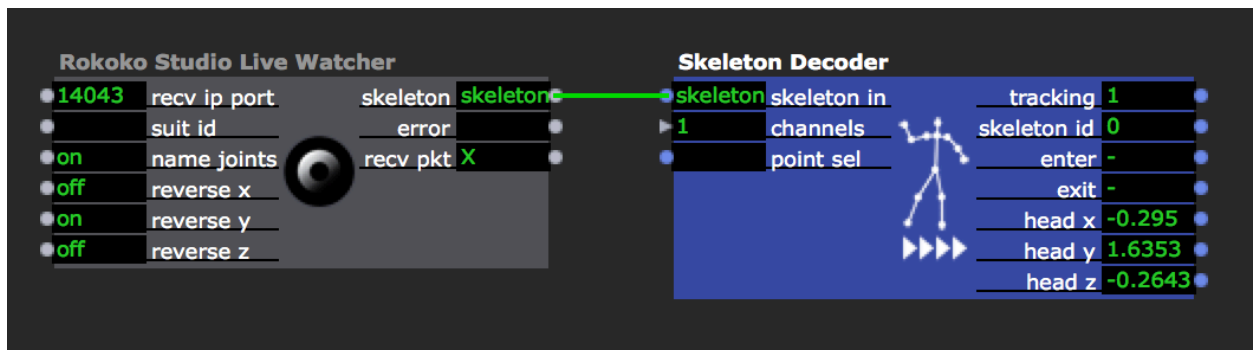 Rokoko Studio Live Watcher
14043 recv ip port skeleton skeleton
suit id error
on name joints recv pkt X
off reverse x
on reverse y
off reverse z
Skeleton Decoder
skeleton skeleton in tracking 1
1 channels skeleton id 0
point sel enter -
exit -
head x -0.295
head y 1.6353
head z -0.2643